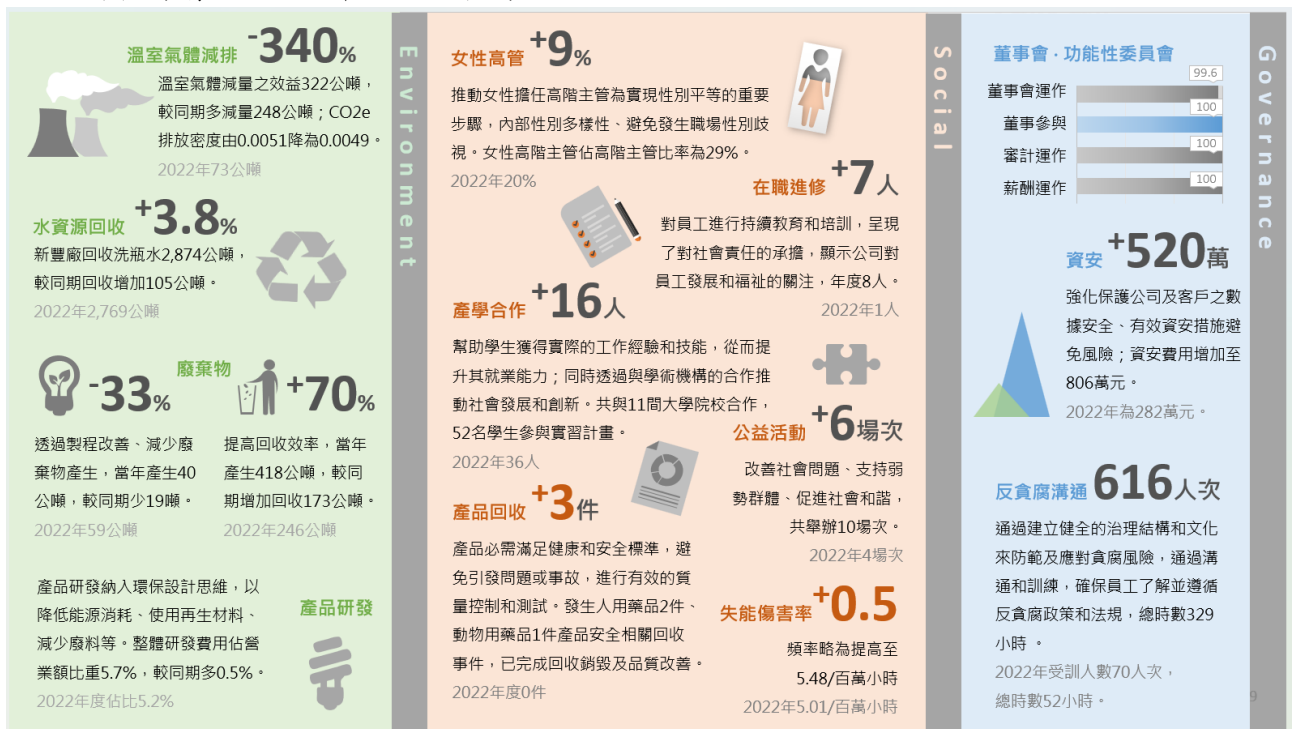 溫室氣體減排 -340%
溫室氣體減量之效益322公噸，
較同期多減量248公噸；CO2e
排放密度由0.0051降為0.0049。
2022年73公噸
水資源回收 +3.8%
新豐廠回收洗瓶水2,874公噸，
較同期回收增加105公噸。
2022年2,769公噸
廢棄物
-33%
透過製程改善、減少廢
棄物產生，當年產生40
公噸，較同期少19噸。
2022年59公噸
+70%
提高回收效率，當年
產生418公噸，較同
期增加回收173公噸。
2022年246公噸
產品研發納入環保設計思維，以
降低能源消耗、使用再生材料、
減少廢料等。整體研發費用佔營
業額比重5.7%，較同期多0.5%。
2022年度佔比5.2%
產品研發
Environment
女性高管 +9%
推動女性擔任高階主管為實現性別平等的重要
步驟，內部性別多樣性、避免發生職場性別歧
視。女性高階主管佔高階主管比率為29%。
2022年20%
在職進修 +7人
對員工進行持續教育和培訓，呈現
了對社會責任的承擔，顯示公司對
員工發展和福祉的關注，年度8人。
2022年1人
產學合作 +16人
幫助學生獲得實際的工作經驗和技能，從而提
升其就業能力；同時透過與學術機構的合作推
動社會發展和創新。共與11間大學院校合作，
52名學生參與實習計畫。
2022年36人
公益活動 +6場次
改善社會問題、支持弱
勢群體、促進社會和諧，
共舉辦10場次。
2022年4場次
產品回收 +3件
產品必需滿足健康和安全標準，避
免引發問題或事故，進行有效的質
量控制和測試。發生人用藥品2件、
動物用藥品1件產品安全相關回收
事件，已完成回收銷毀及品質改善。
2022年度0件
失能傷害率 +0.5
頻率略為提高至
5.48/百萬小時
2022年5.01/百萬小時
Social
董事會．功能性委員會
董事會運作 99.6
董事參與 100
審計運作 100
薪酬運作 100
資安 +520萬
強化保護公司及客戶之數
據安全、有效資安措施避
免風險；資安費用增加至
806萬元。
2022年為282萬元。
反貪腐溝通 616人次
通過建立健全的治理結構和文化
來防範及應對貪腐風險，通過溝
通和訓練，確保員工了解並遵循
反貪腐政策和法規，總時數329
小時 。
2022年受訓人數70人次，
總時數52小時。
Governance
9